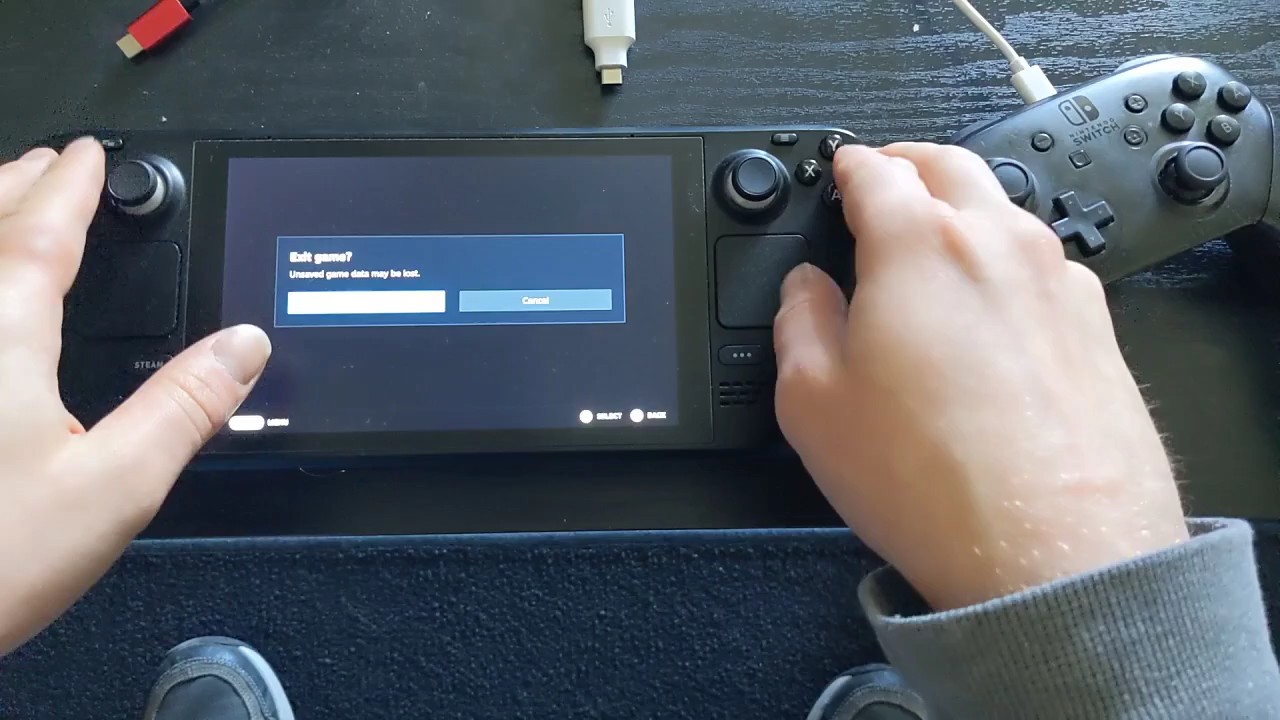 Y
X
A
NINTENDO
SWITCH
X
Exit game?
Unsaved game data may be lost.
Cancel
STEAM
MENU
SELECT
BACK